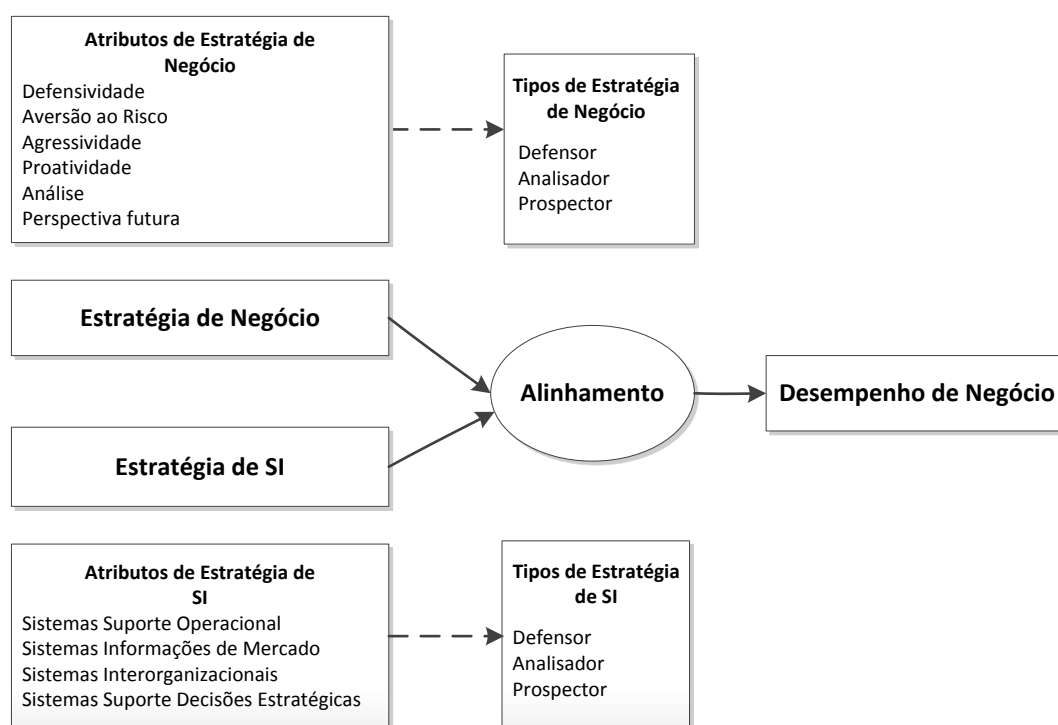 Atributos de Estratégia de
Negócio
Defensividade
Aversão ao Risco
Agressividade
Proatividade
Análise
Perspectiva futura
Tipos de Estratégia
de Negócio
Defensor
Analisador
Prospector
Estratégia de Negócio
Alinhamento
Desempenho de Negócio
Estratégia de SI
Atributos de Estratégia de
SI
Sistemas Suporte Operacional
Sistemas Informações de Mercado
Sistemas Interorganizacionais
Sistemas Suporte Decisões Estratégicas
Tipos de Estratégia
de SI
Defensor
Analisador
Prospector